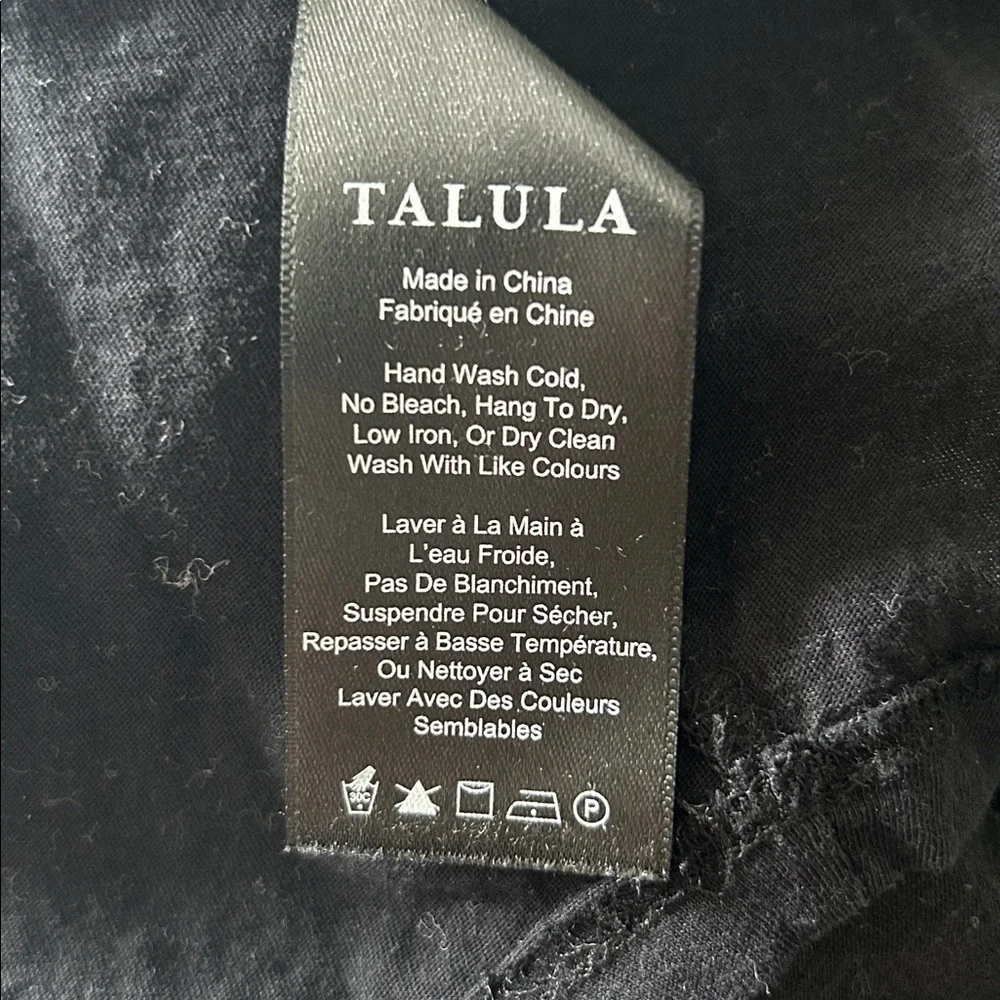 TALULA
Made in China
Fabriqué en Chine
Hand Wash Cold,
No Bleach, Hang To Dry,
Low Iron, Or Dry Clean
Wash With Like Colours
Laver à La Main à
L'eau Froide,
Pas De Blanchiment,
Suspendre Pour Sécher,
Repasser à Basse Température,
Ou Nettoyer à Sec
Laver Avec Des Couleurs
Semblables
30C P